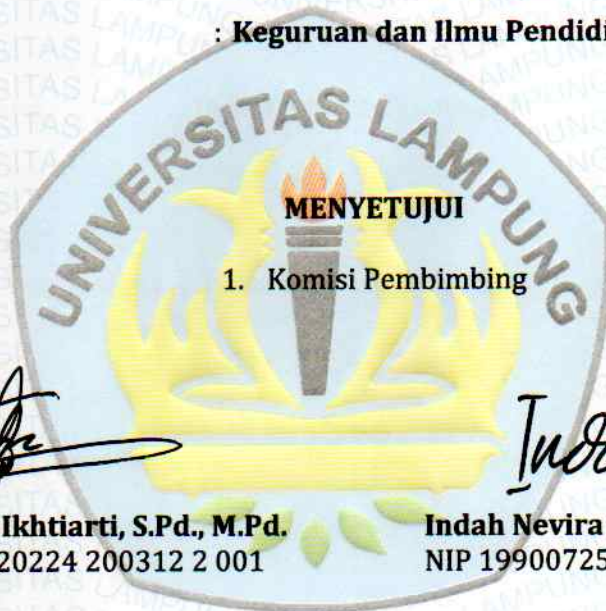 : Keguruan dan Ilmu Pendidi
UNIVERSITAS LAMPUNG
MENYETUJUI
1. Komisi Pembimbing
Ikhtiarti, S.Pd., M.Pd.
Indah Nevira
20224 200312 2 001
NIP 19900725